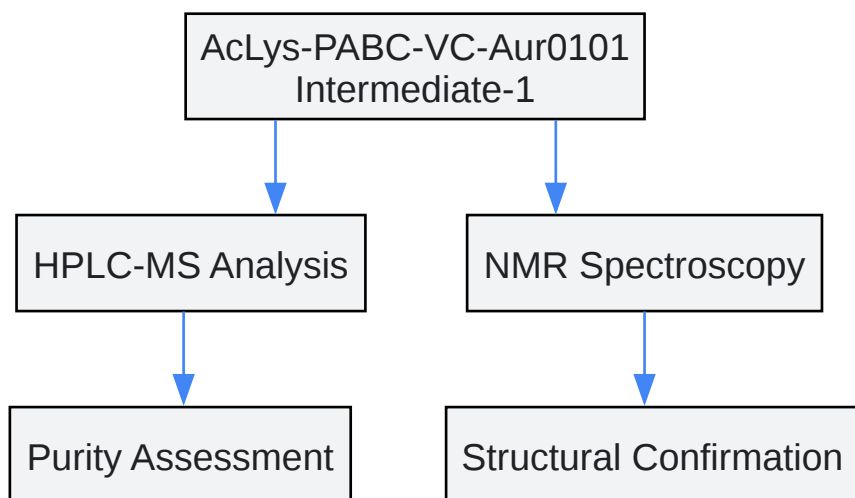 AcLys-PABC-VC-Aur0101
Intermediate-1
HPLC-MS Analysis
NMR Spectroscopy
Purity Assessment
Structural Confirmation